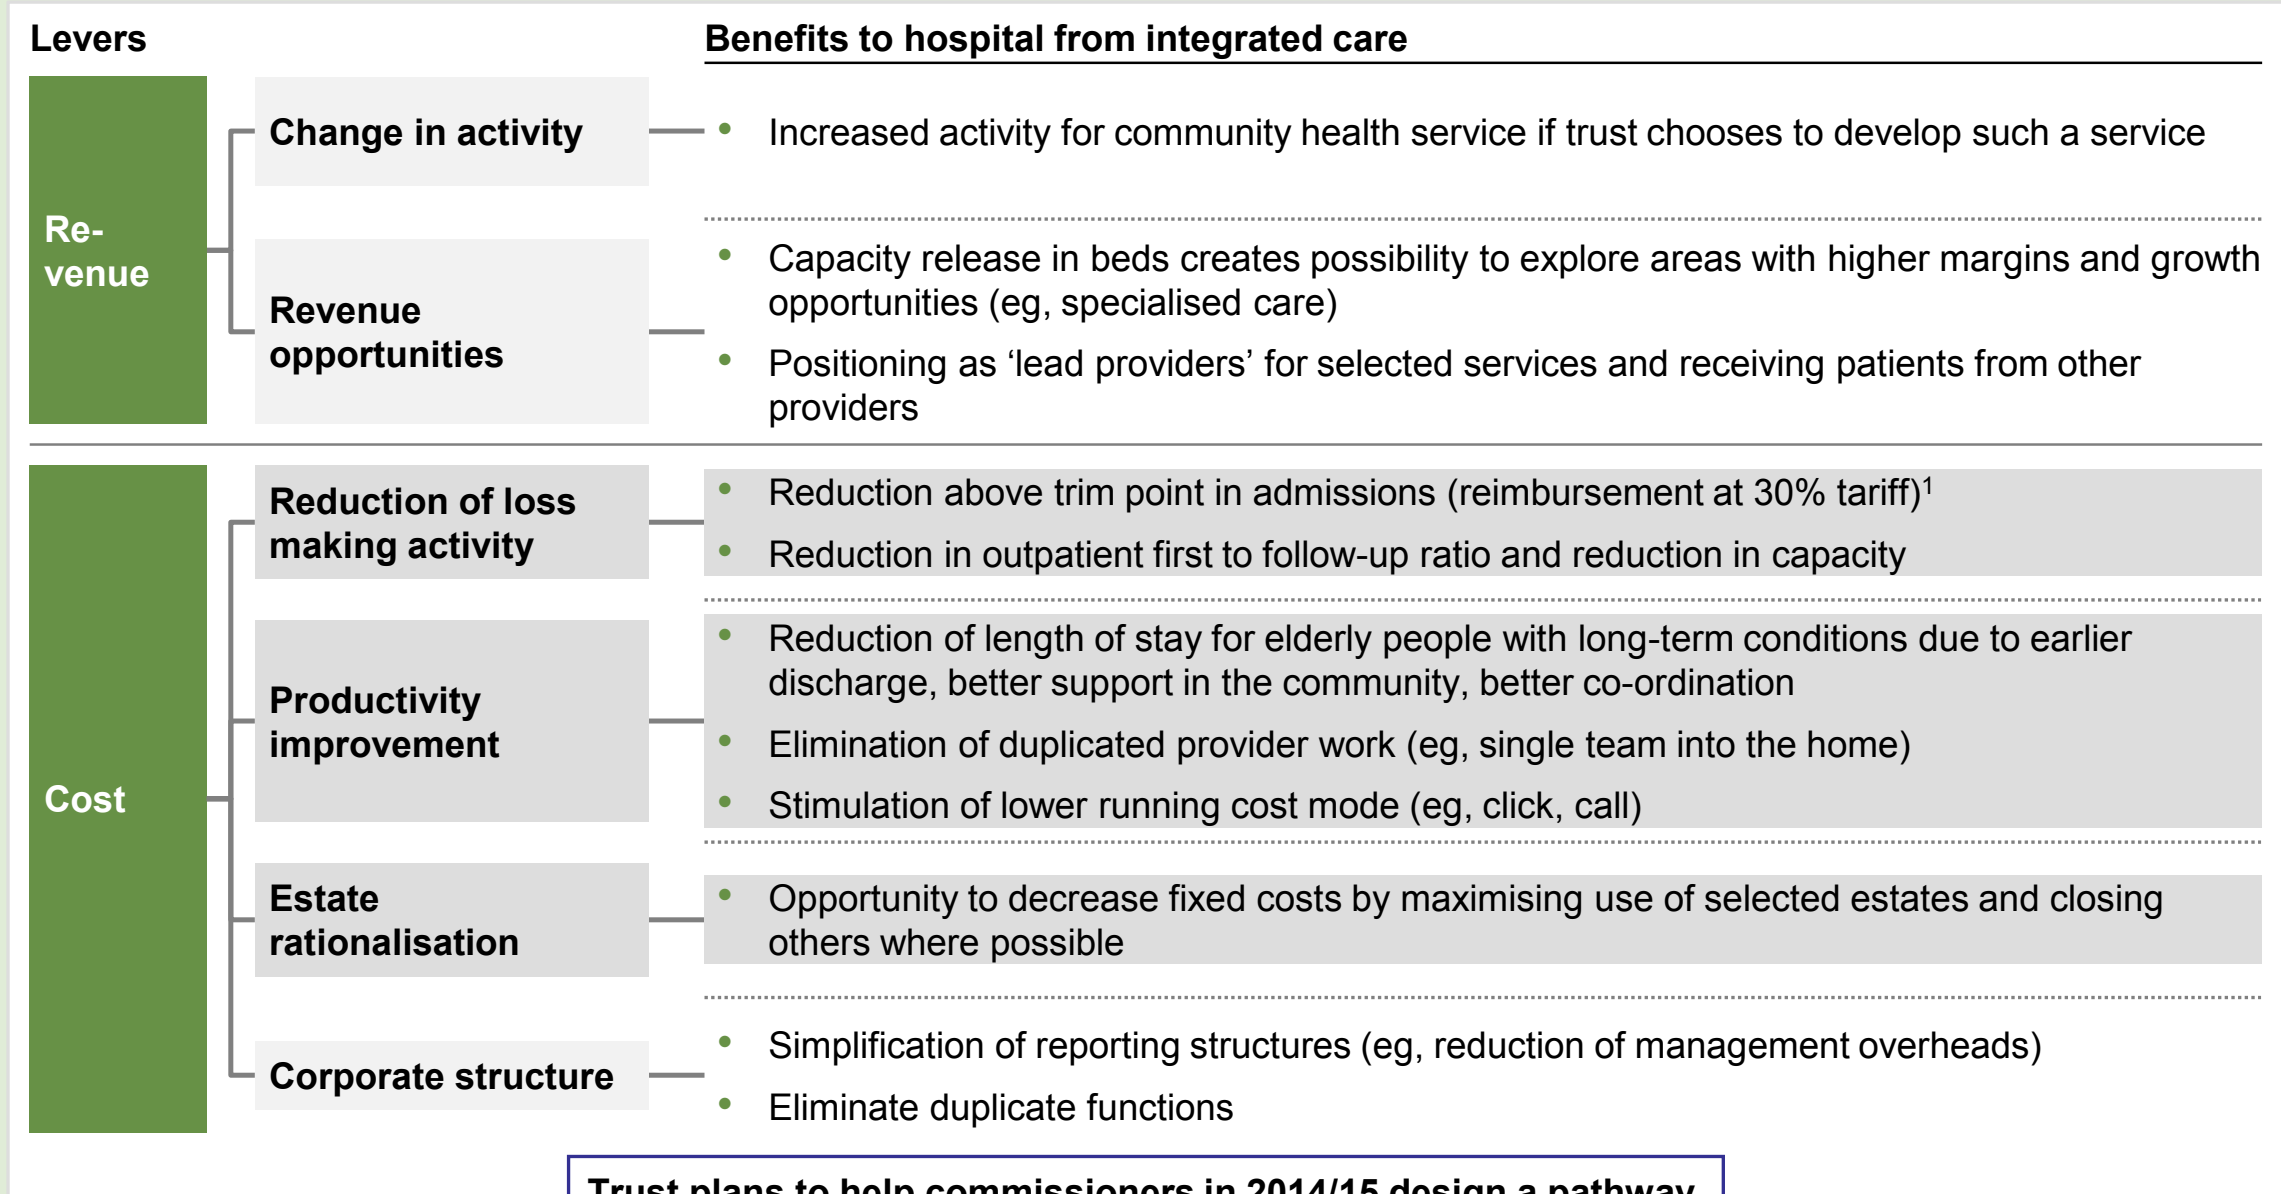 Levers
Benefits to hospital from integrated care
Re-
venue
Change in activity
• Increased activity for community health service if trust chooses to develop such a service
Revenue
opportunities
• Capacity release in beds creates possibility to explore areas with higher margins and growth
opportunities (eg, specialised care)
• Positioning as ‘lead providers’ for selected services and receiving patients from other
providers
Cost
Reduction of loss
making activity
• Reduction above trim point in admissions (reimbursement at 30% tariff)¹
• Reduction in outpatient first to follow-up ratio and reduction in capacity
Productivity
improvement
• Reduction of length of stay for elderly people with long-term conditions due to earlier
discharge, better support in the community, better co-ordination
• Elimination of duplicated provider work (eg, single team into the home)
• Stimulation of lower running cost mode (eg, click, call)
Estate
rationalisation
• Opportunity to decrease fixed costs by maximising use of selected estates and closing
others where possible
Corporate structure
• Simplification of reporting structures (eg, reduction of management overheads)
• Eliminate duplicate functions
Trust plans to help commissioners in 2014/15 design a pathway